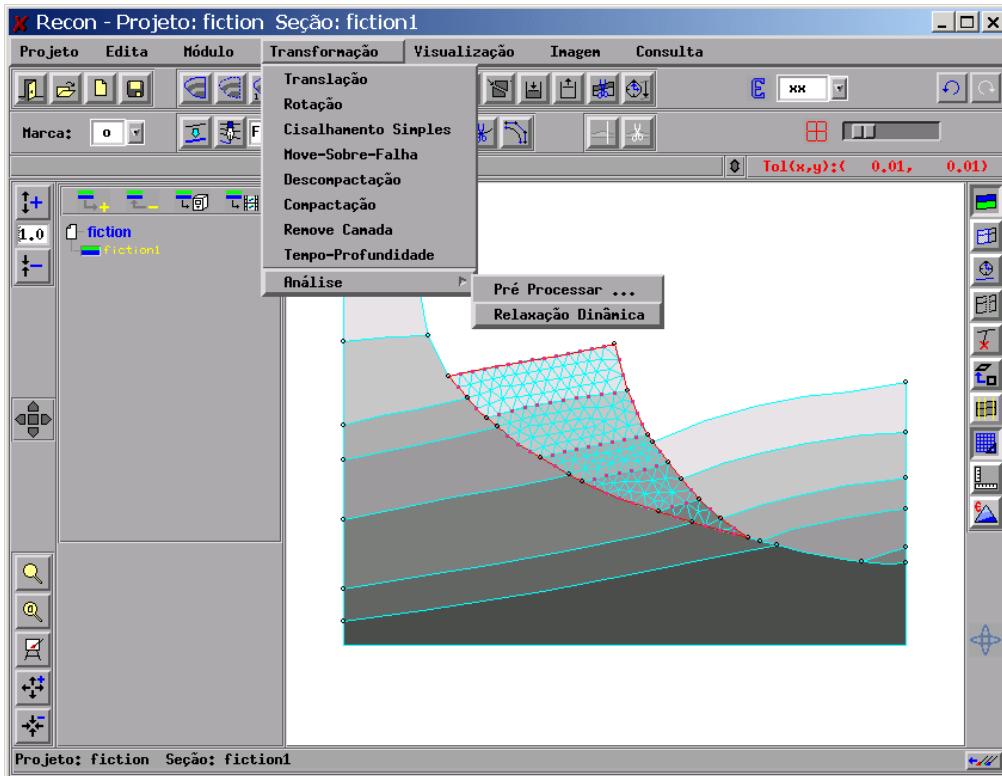 Recon - Projeto: fiction Seção: fiction1
Projeto Edita Módulo Transformação Visualização Imagem Consulta
Translação
Rotação
Cisalhamento Simples
Move-Sobre-Falha
Descompactação
Compactação
Remove Camada
Tempo-Profundidade
Análise
Pré Processar ...
Relaxação Dinâmica
xx
Marca: o F
Tol(x,y):( 0.01, 0.01)
1.0
fiction
fiction1
Projeto: fiction Seção: fiction1